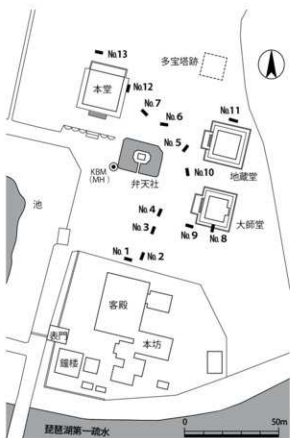 No.13
多宝塔跡
本堂
No.12
No.7
No.6
No.11
No.5
地蔵堂
KBM
(MH)
弁天社
No.10
池
No.4
大師堂
No.3
No.9
No.8
No.1
No.2
客殿
表門
本坊
鐘楼
0
50m
琵琶湖第一疏水